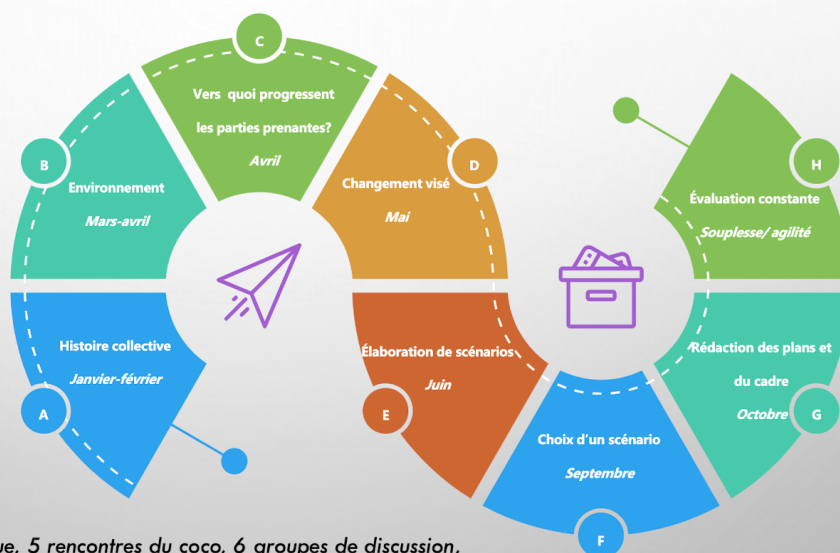 A
Histoire collective
Janvier-février
B
Environnement
Mars-avril
C
Vers quoi progressent
les parties prenantes?
Avril
D
Changement visé
Mai
E
Élaboration de scénarios
Juin
F
Choix d'un scénario
Septembre
G
Rédaction des plans et
du cadre
Octobre
H
Évaluation constante
Souplesse/ agilité
5 rencontres du coco, 6 groupes de discussion,